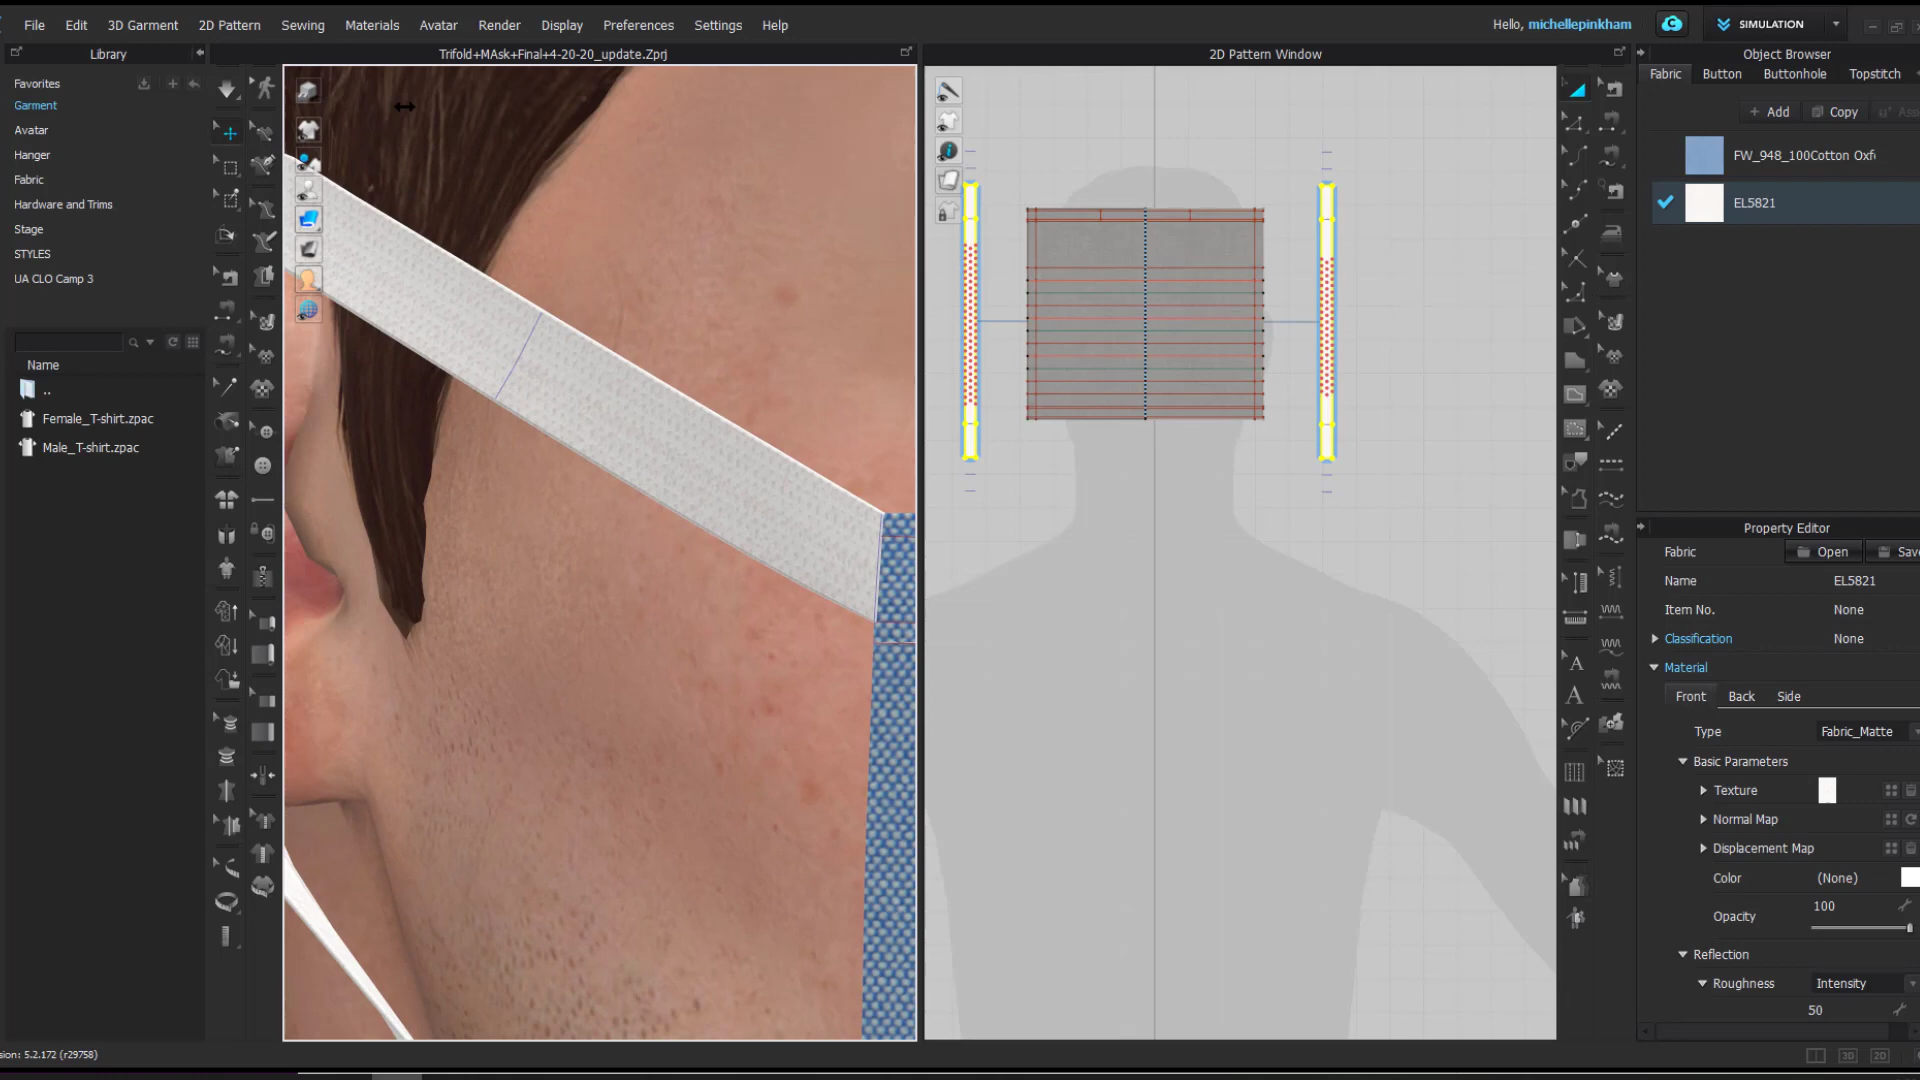 File Edit 3D Garment 2D Pattern Sewing Materials Avatar Render Display Preferences Settings Help
Hello, michellepinkham
SIMULATION
Library
Trifold+MAsk+Final+4-20-20_update.Zprj
2D Pattern Window
Object Browser
Favorites
Garment
Avatar
Hanger
Fabric
Hardware and Trims
Stage
STYLES
UA CLO Camp 3
Name
..
Female_T-shirt.zpac
Male_T-shirt.zpac
Fabric Button Buttonhole Topstitch
+ Add Copy Ass
FW_948_100Cotton Oxf
EL5821
Property Editor
Fabric Open Save
Name EL5821
Item No. None
Classification None
Material
Front Back Side
Type Fabric_Matte
Basic Parameters
Texture
Normal Map
Displacement Map
Color (None)
Opacity 100
Reflection
Roughness Intensity
50
sion: 5.2.172 (r29758)
3D 2D